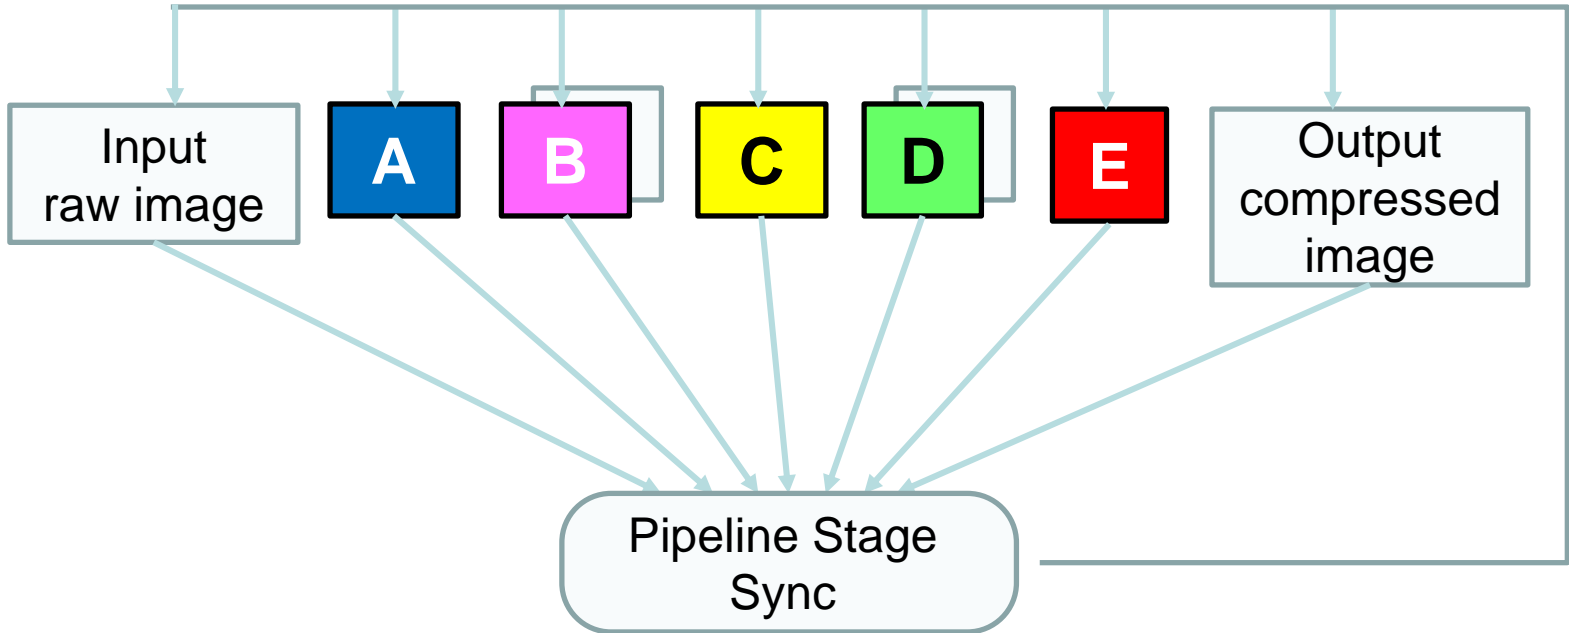 Input
raw image
A
B
C
D
E
Output
compressed
image
Pipeline Stage
Sync